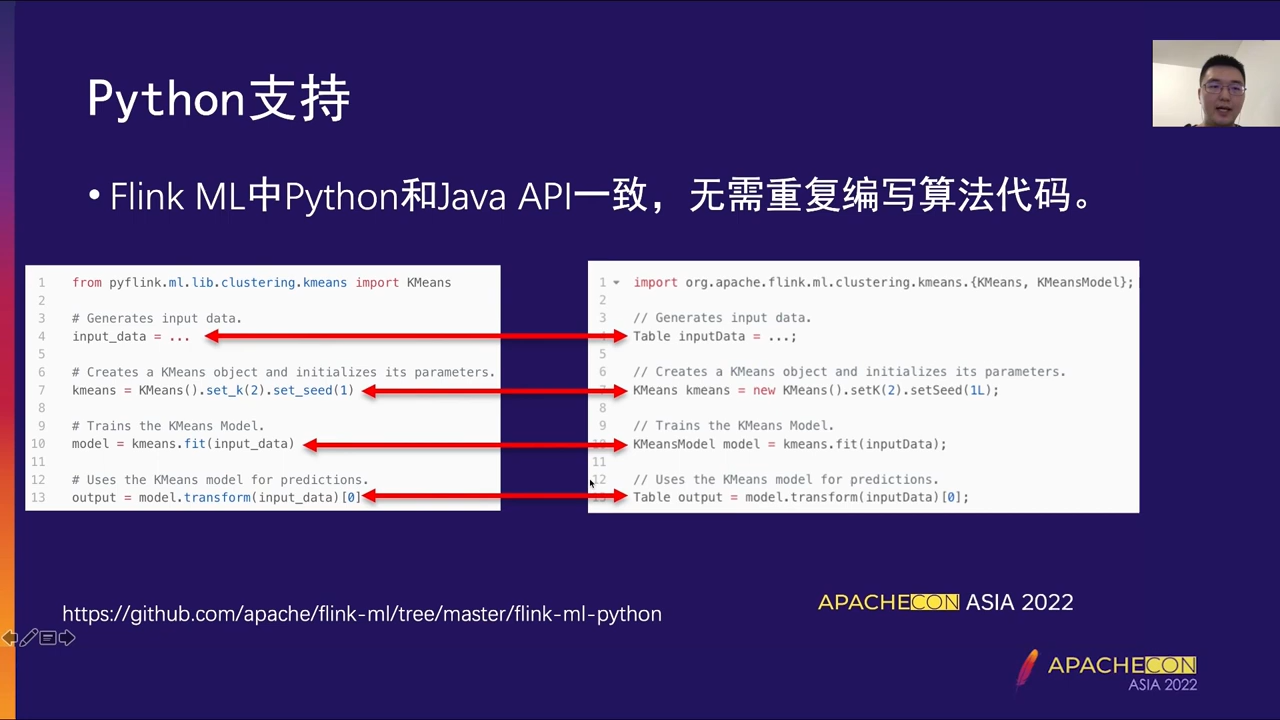 Python支持
• Flink ML中Python和Java API一致，无需重复编写算法代码。
1 from pyflink.ml.lib.clustering.kmeans import KMeans
2
3 # Generates input data.
4 input_data = ...
5
6 # Creates a KMeans object and initializes its parameters.
7 kmeans = KMeans().set_k(2).set_seed(1)
8
9 # Trains the KMeans Model.
10 model = kmeans.fit(input_data)
11
12 # Uses the KMeans model for predictions.
13 output = model.transform(input_data)[0]
1 import org.apache.flink.ml.clustering.kmeans.{KMeans, KMeansModel};
2
3 // Generates input data.
4 Table inputData = ...;
5
6 // Creates a KMeans object and initializes its parameters.
7 KMeans kmeans = new KMeans().setK(2).setSeed(1L);
8
9 // Trains the KMeans Model.
10 KMeansModel model = kmeans.fit(inputData);
11
12 // Uses the KMeans model for predictions.
13 Table output = model.transform(inputData)[0];
https://github.com/apache/flink-ml/tree/master/flink-ml-python
APACHECON ASIA 2022
APACHECON
ASIA 2022